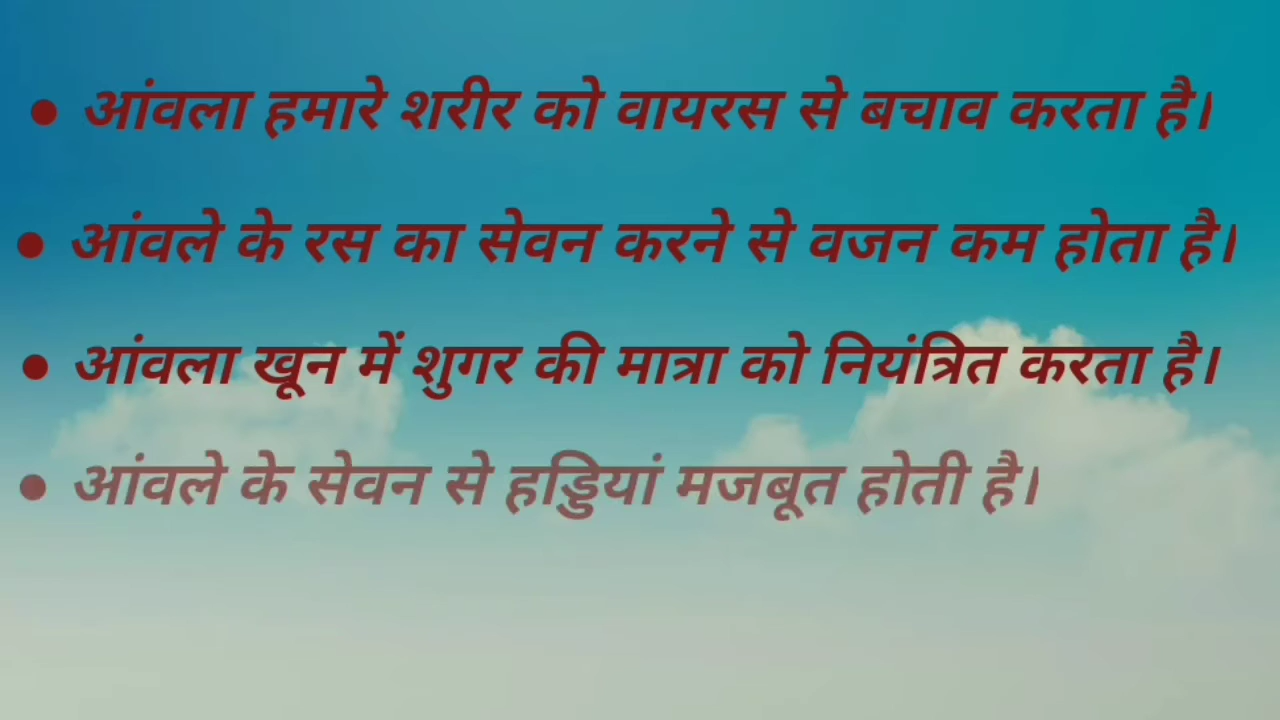 • आंवला हमारे शरीर को वायरस से बचाव करता है।
• आंवले के रस का सेवन करने से वजन कम होता है।
• आंवला खून में शुगर की मात्रा को नियंत्रित करता है।
• आंवले के सेवन से हड्डियां मजबूत होती है।